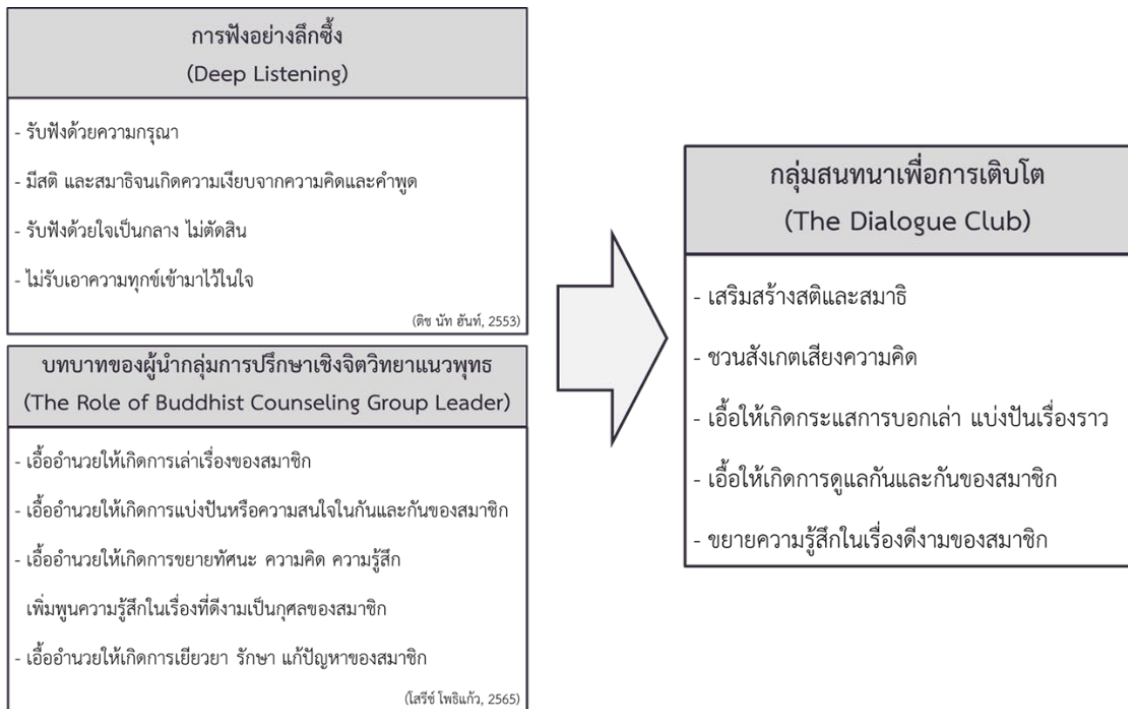 การฟังอย่างลึกซึ้ง
(Deep Listening)
- รับฟังด้วยความกรุณา
- มีสติ และสมาธิจนเกิดความเงียบจากความคิดและคำพูด
- รับฟังด้วยใจเป็นกลาง ไม่ตัดสิน
- ไม่รับเอาความทุกข์เข้ามาไว้ในใจ
(ติช นัท ฮันท์, 2553)
บทบาทของผู้นำกลุ่มการปรึกษาเชิงจิตวิทยาแนวพุทธ
(The Role of Buddhist Counseling Group Leader)
- เอื้ออำนวยให้เกิดการเล่าเรื่องของสมาชิก
- เอื้ออำนวยให้เกิดการแบ่งปันหรือความสนใจในกันและกันของสมาชิก
- เอื้ออำนวยให้เกิดการขยายทัศนะ ความคิด ความรู้สึก
เพิ่มพูนความรู้สึกในเรื่องที่ดีงามเป็นกุศลของสมาชิก
- เอื้ออำนวยให้เกิดการเยียวยา รักษา แก้ปัญหาของสมาชิก
(โสรีช์ โพธิแก้ว, 2565)
กลุ่มสนทนาเพื่อการเติบโต
(The Dialogue Club)
- เสริมสร้างสติและสมาธิ
- ชวนสังเกตเสียงความคิด
- เอื้อให้เกิดกระแสการบอกเล่า แบ่งปันเรื่องราว
- เอื้อให้เกิดการดูแลกันและกันของสมาชิก
- ขยายความรู้สึกในเรื่องดีงามของสมาชิก